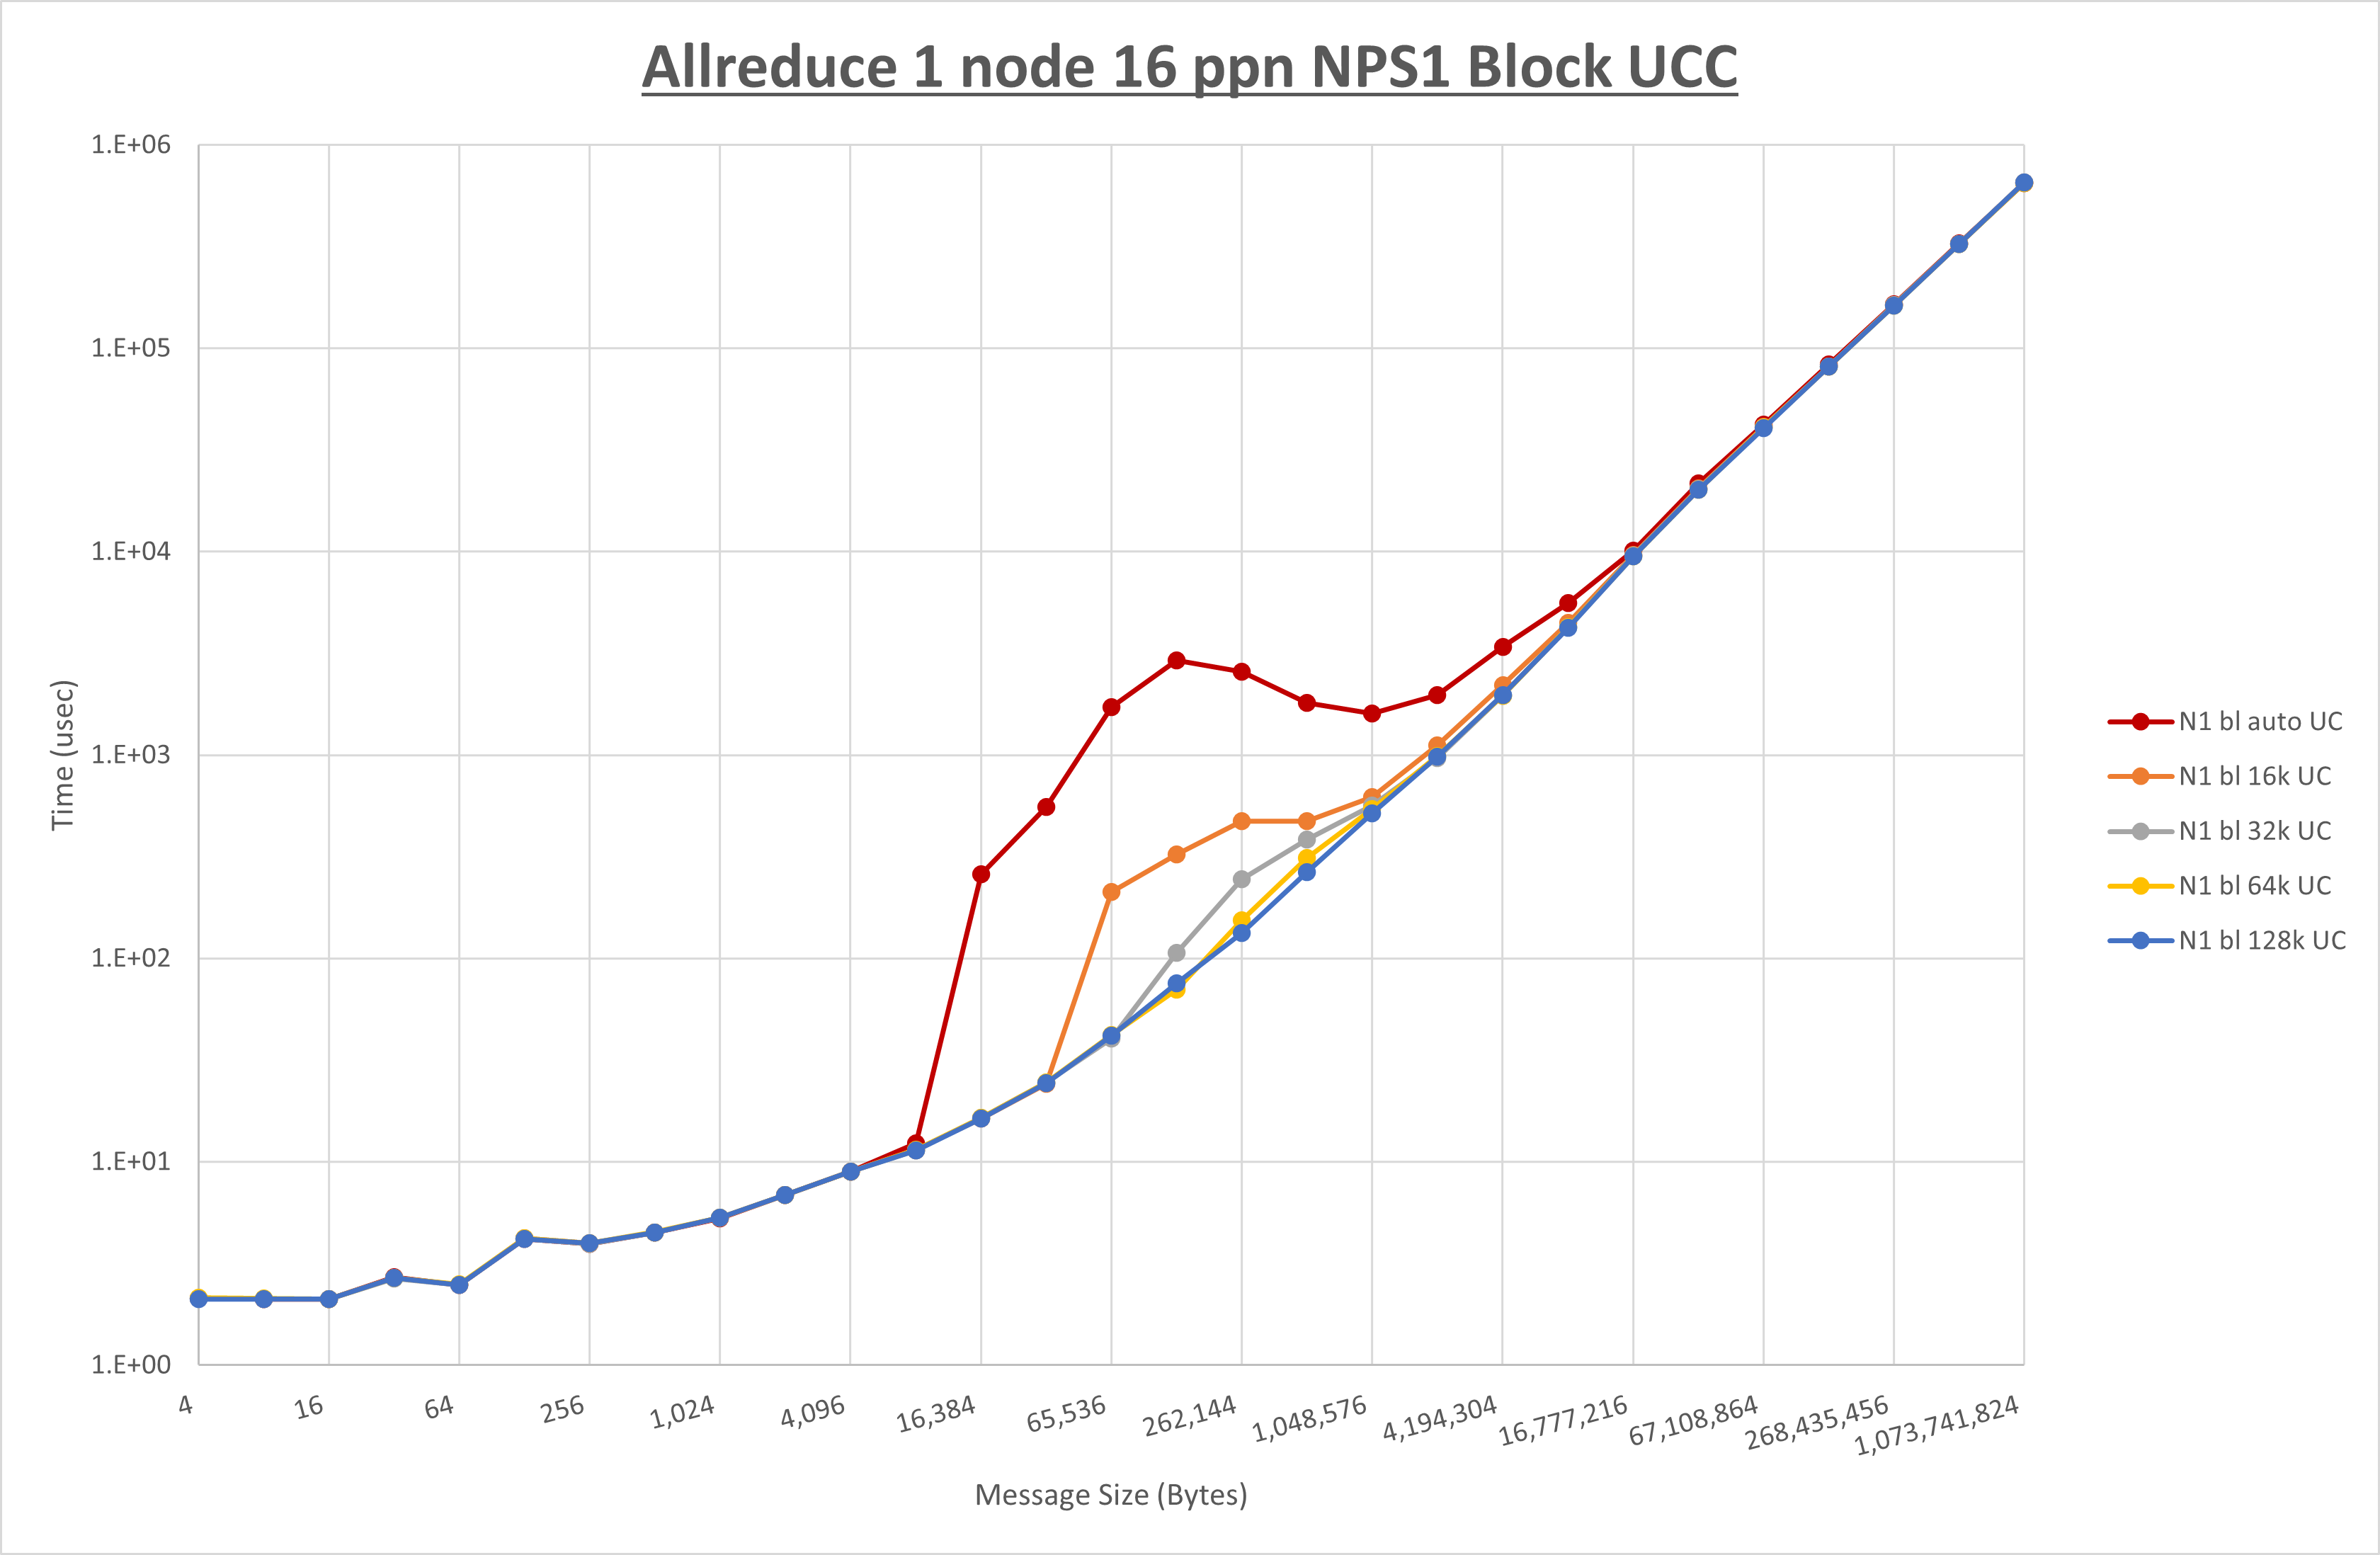 Allreduce 1 node 16 ppn NPS1 Block UCC
1.E+06
1.E+05
1.E+04
1.E+03
1.E+02
1.E+01
1.E+00
Time (usec)
4
16
64
256
1,024
4,096
16,384
65,536
262,144
1,048,576
4,194,304
16,777,216
67,108,864
268,435,456
1,073,741,824
Message Size (Bytes)
N1 bl auto UC
N1 bl 16k UC
N1 bl 32k UC
N1 bl 64k UC
N1 bl 128k UC